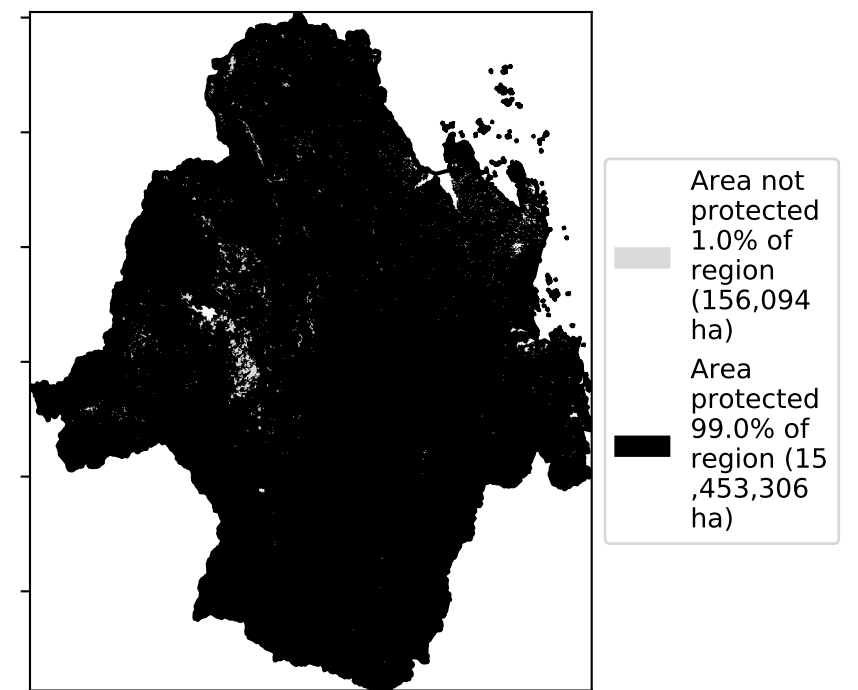 Area not
protected
1.0% of
region
(156,094
ha)
Area
protected
99.0% of
region (15
,453,306
ha)